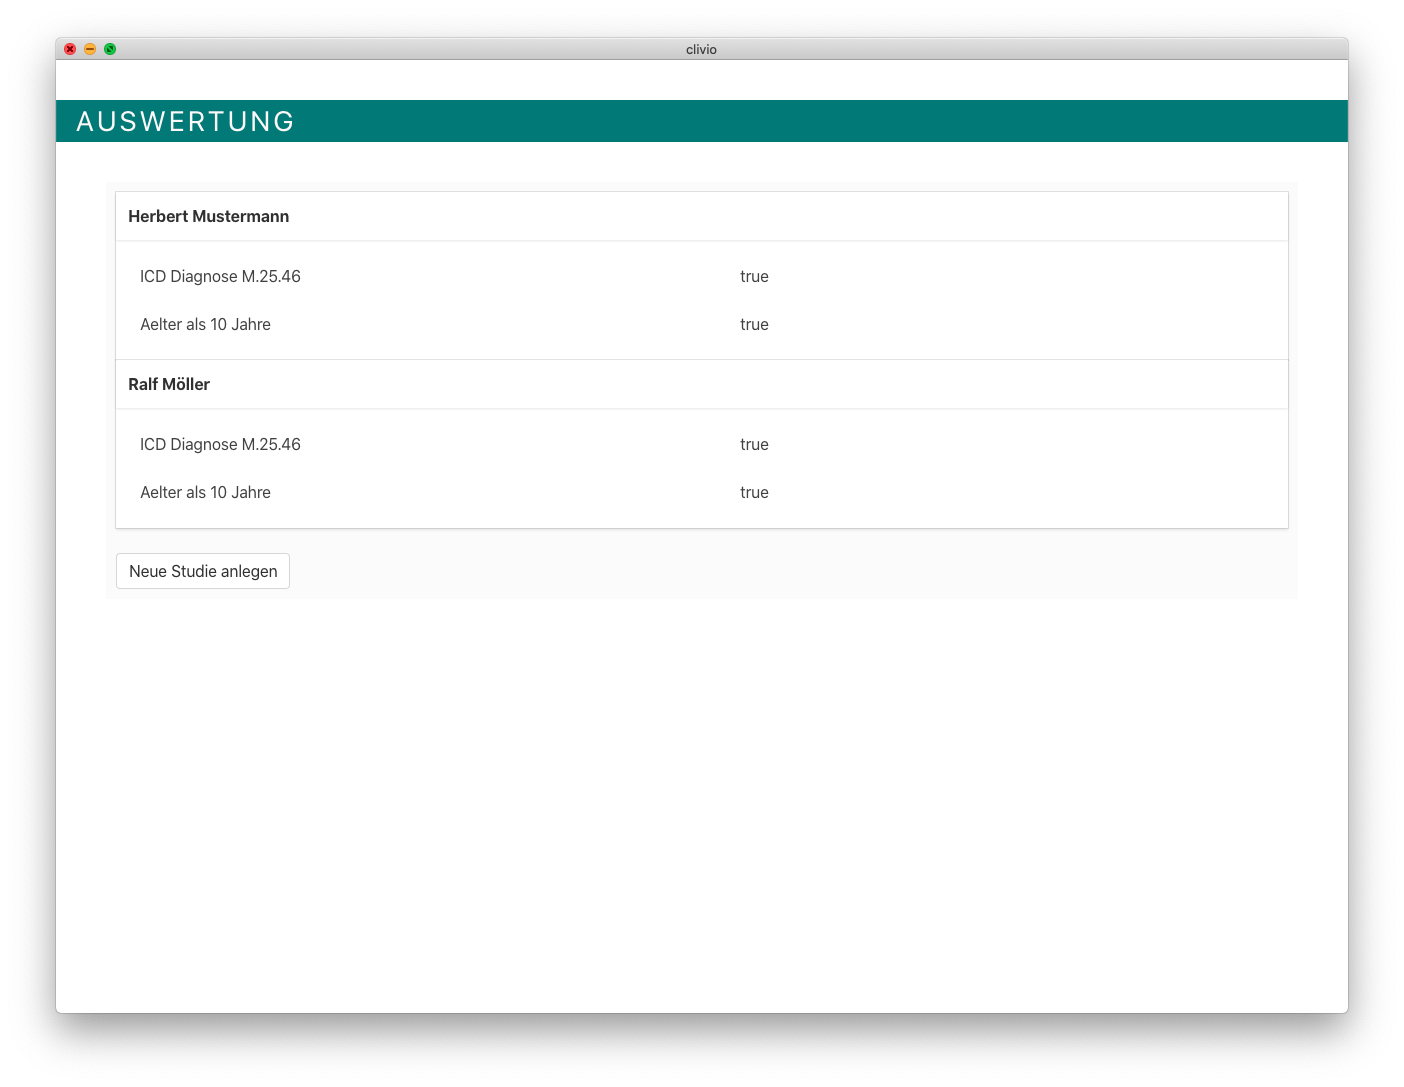 clivio
AUSWERTUNG
Herbert Mustermann
ICD Diagnose M.25.46 true
Aelter als 10 Jahre true
Ralf Möller
ICD Diagnose M.25.46 true
Aelter als 10 Jahre true
Neue Studie anlegen